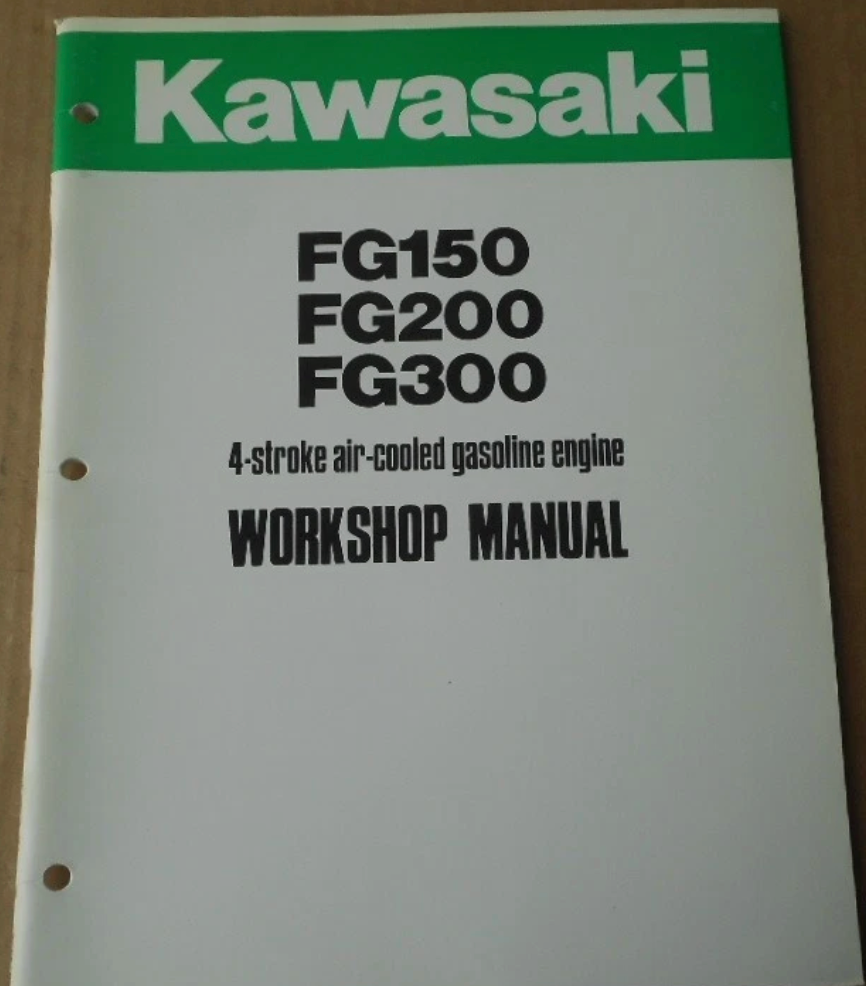 Kawasaki
FG150
FG200
FG300
4-stroke air-cooled gasoline engine
WORKSHOP MANUAL